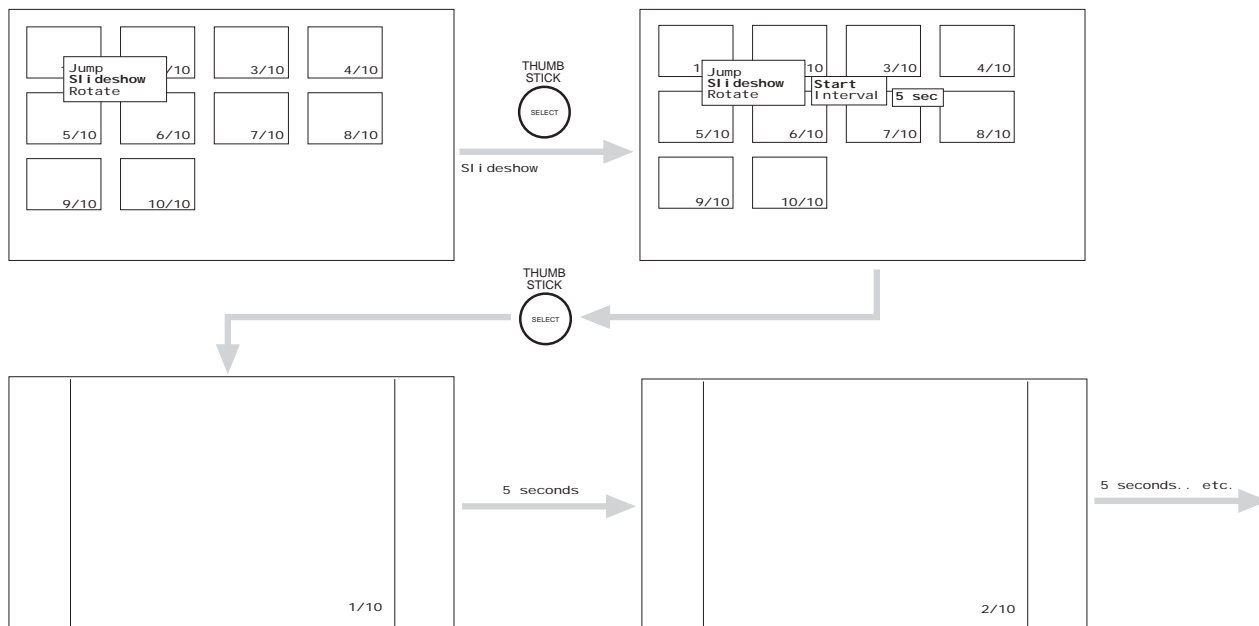 3/10
4/10
Jump
Slideshow
Rotate
5/10
6/10
7/10
8/10
9/10
10/10
THUMB
STICK
SELECT
Slideshow
3/10
4/10
Jump
Slideshow
Rotate
Start
Interval
5 sec
5/10
6/10
7/10
8/10
9/10
10/10
THUMB
STICK
SELECT
1/10
5 seconds
2/10
5 seconds.. etc.